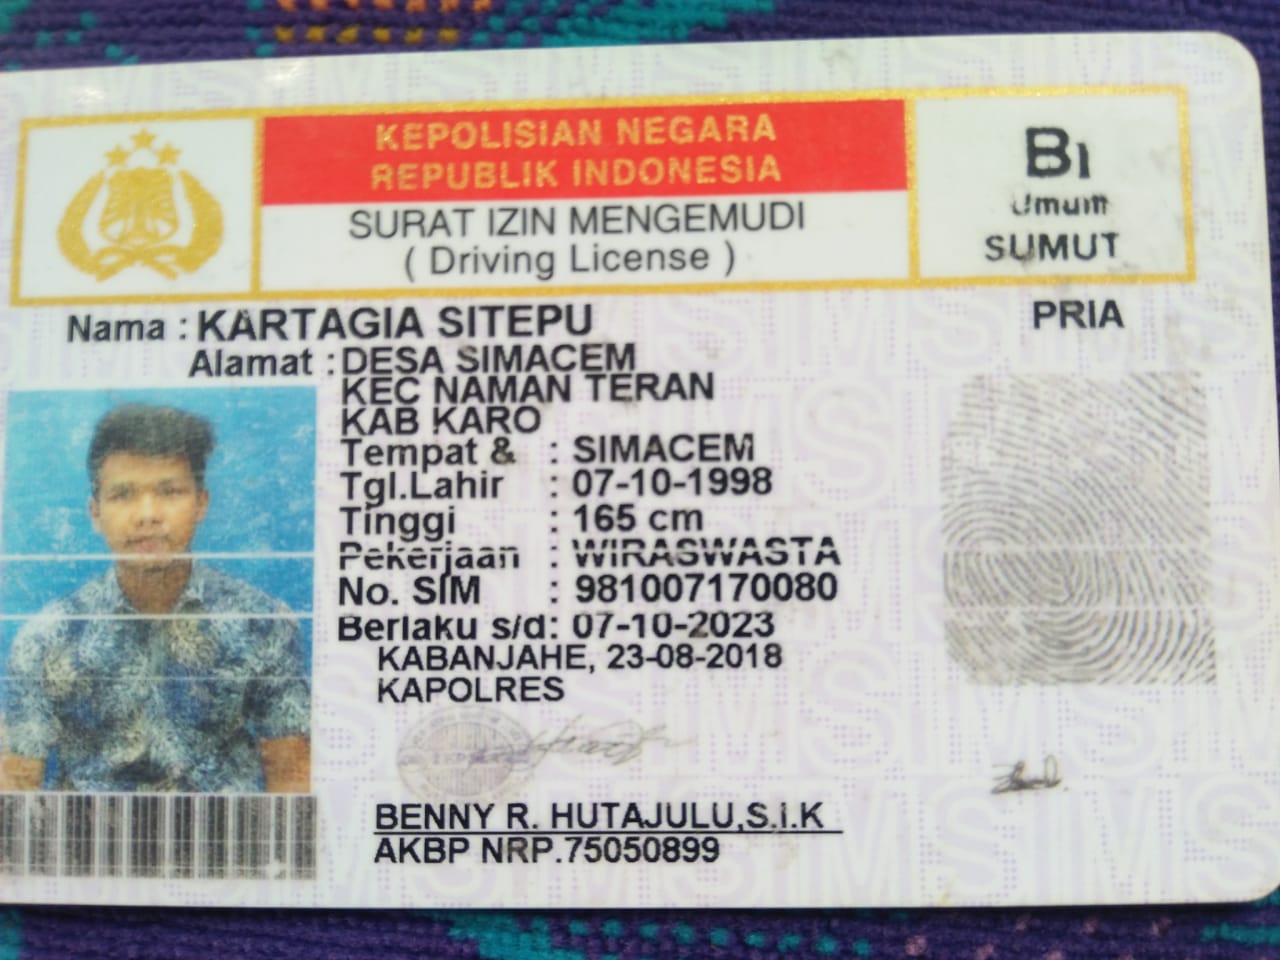 KEPOLISIAN NEGARA
REPUBLIK INDONESIA
SURAT IZIN MENGEMUDI
( Driving License )
B1
Umum
SUMUT
Nama : KARTAGIA SITEPU
PRIA
Alamat : DESA SIMACEM
KEC NAMAN TERAN
KAB KARO
Tempat & : SIMACEM
Tgl.Lahir : 07-10-1998
Tinggi : 165 cm
Pekerjaan : WIRASWASTA
No. SIM : 981007170080
Berlaku s/d: 07-10-2023
KABANJAHE, 23-08-2018
KAPOLRES
BENNY R. HUTAJULU,S.I.K
AKBP NRP.75050899